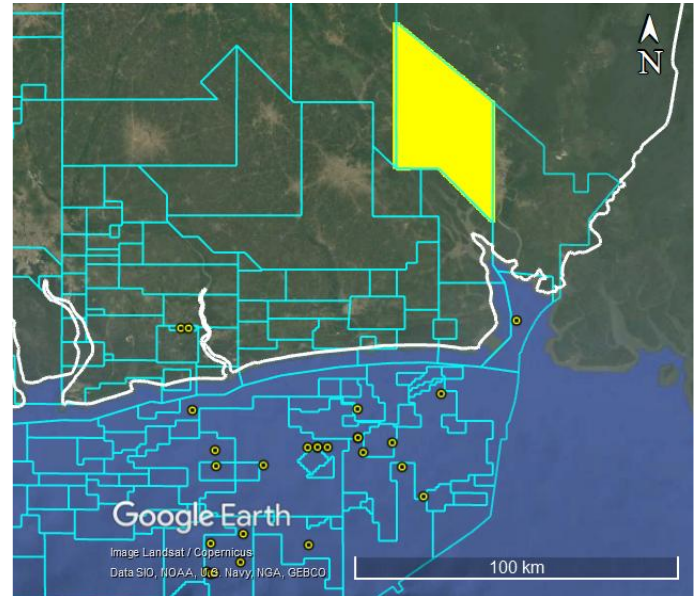 N
Google Earth
Image Landsat / Copernicus
Data SIO, NOAA, U.S. Navy, NGA, GEBCO
100 km